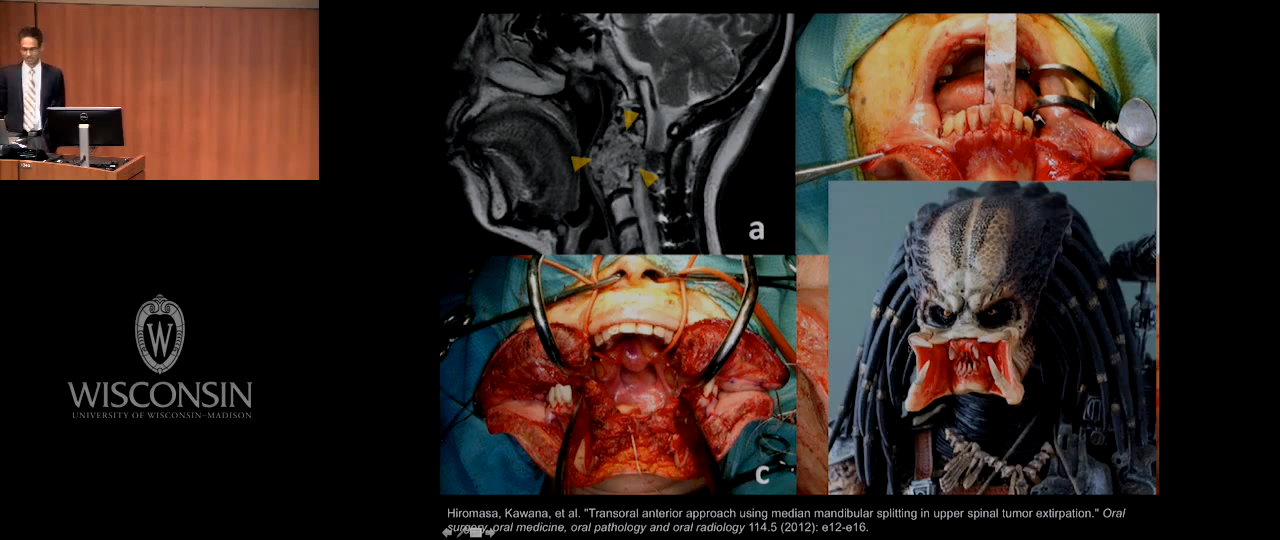 a
c
W
WISCONSIN
UNIVERSITY OF WISCONSIN–MADISON
Hiromasa, Kawana, et al. "Transoral anterior approach using median mandibular splitting in upper spinal tumor extirpation." Oral
surgery, oral medicine, oral pathology and oral radiology 114.5 (2012): e12-e16.